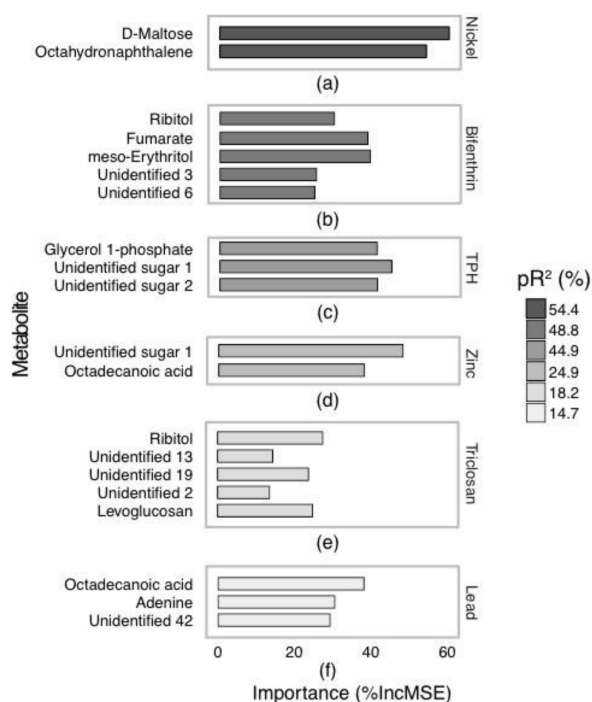 D-Maltose
Octahydronaphthalene
Nickel
(a)
Ribitol
Fumarate
meso-Erythritol
Unidentified 3
Unidentified 6
Bifenthrin
(b)
Glycerol 1-phosphate
Unidentified sugar 1
Unidentified sugar 2
TPH
(c)
Unidentified sugar 1
Octadecanoic acid
Zinc
(d)
Ribitol
Unidentified 13
Unidentified 19
Unidentified 2
Levoglucosan
Triclosan
(e)
Octadecanoic acid
Adenine
Unidentified 42
Lead
0 20 40 60
(f)
Importance (%IncMSE)
Metabolite
pR² (%)
54.4
48.8
44.9
24.9
18.2
14.7